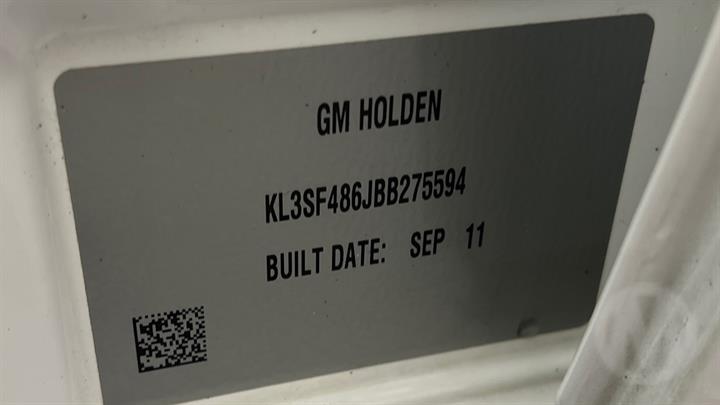 GM HOLDEN
KL3SF486JBB275594
BUILT DATE: SEP 11